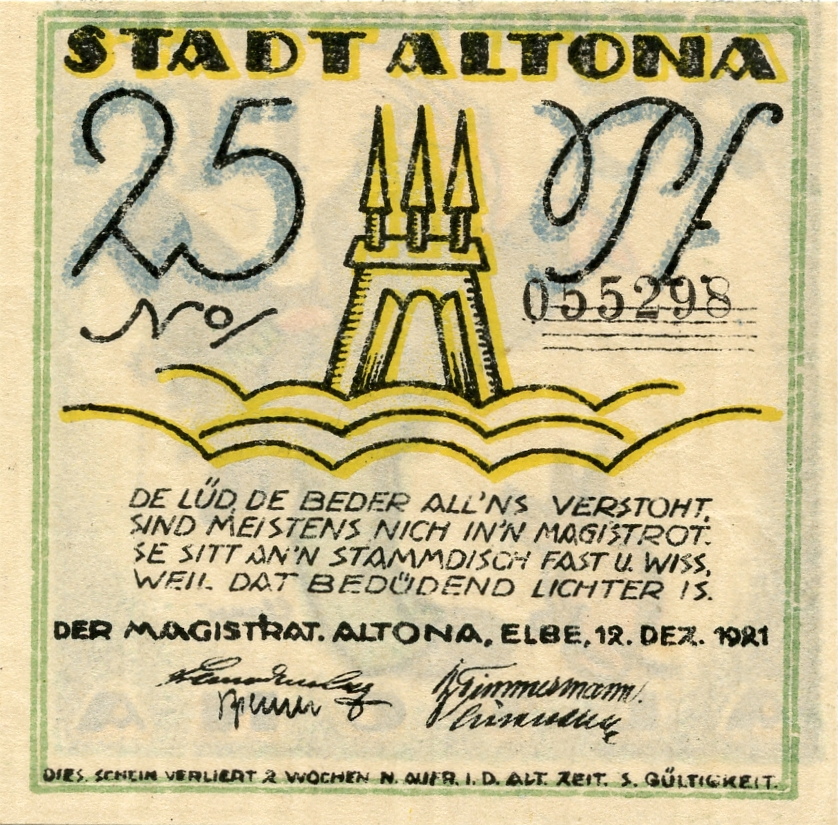 STADT ALTONA
25 Pf
No/ 055298
DE LÜD, DE BEDER ALL'NS VERSTOHT,
SIND MEISTENS NICH IN'N MAGISTROT.
SE SITT AN'N STAMMDISCH FAST U. WISS,
WEIL DAT BEDÜDEND LICHTER IS.
DER MAGISTRAT. ALTONA, ELBE, 12. DEZ. 1921
Timmermann
DIES. SCHEIN VERLIERT 2 WOCHEN N. AUFR. I. D. ALT. ZEIT. S. GÜLTIGKEIT.